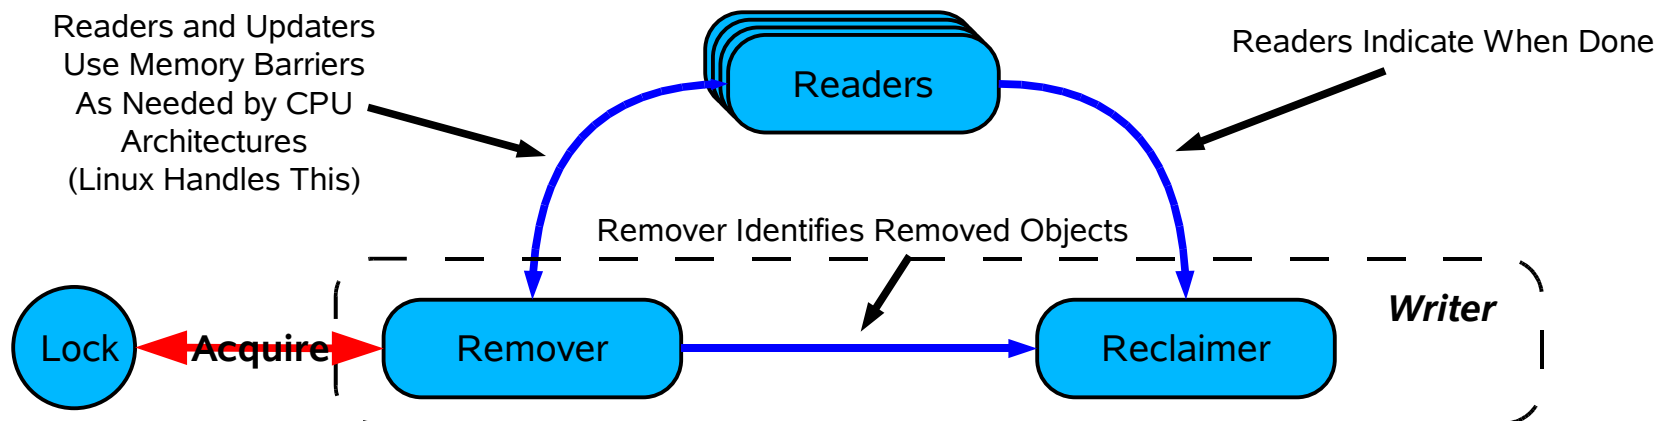 Readers and Updaters
Use Memory Barriers
As Needed by CPU
Architectures
(Linux Handles This)
Readers
Readers Indicate When Done
Remover Identifies Removed Objects
Writer
Lock
Acquire
Remover
Reclaimer